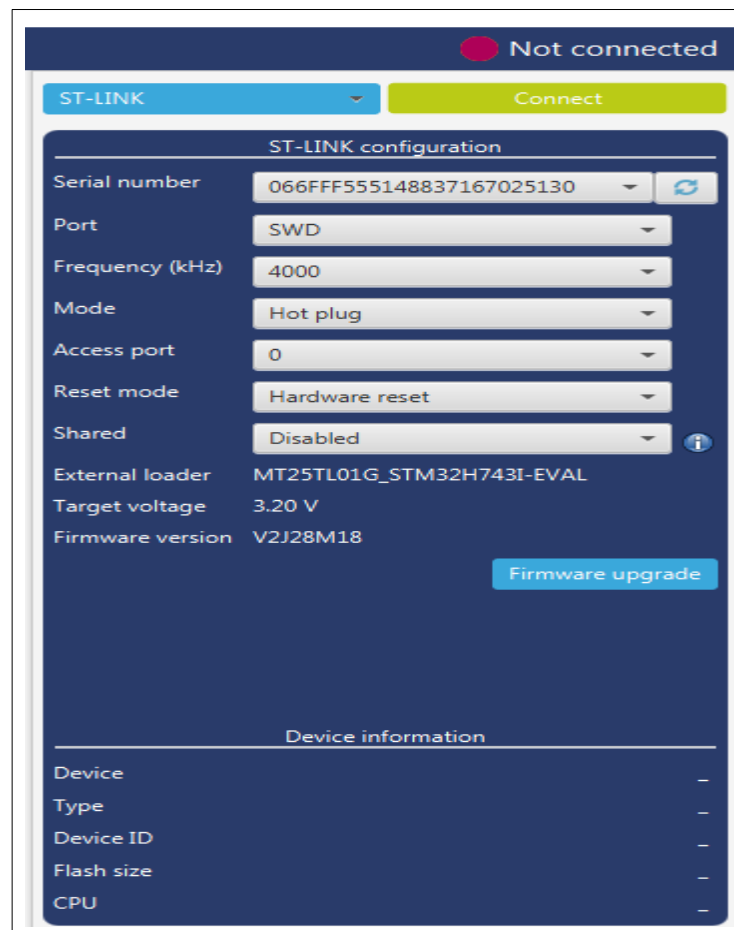 Not connected
ST-LINK Connect
ST-LINK configuration
Serial number 066FFF555148837167025130
Port SWD
Frequency (kHz) 4000
Mode Hot plug
Access port 0
Reset mode Hardware reset
Shared Disabled
External loader MT25TL01G_STM32H743I-EVAL
Target voltage 3.20 V
Firmware version V2J28M18
Firmware upgrade
Device information
Device _
Type _
Device ID _
Flash size _
CPU _